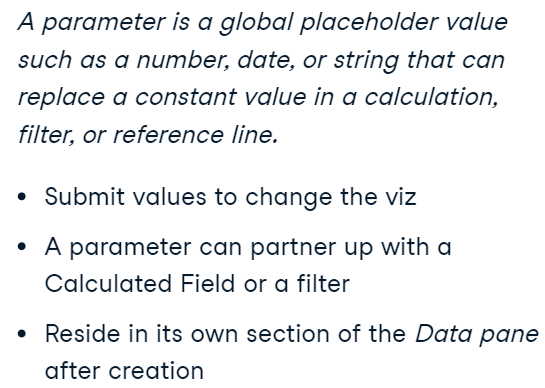 A parameter is a global placeholder value
such as a number, date, or string that can
replace a constant value in a calculation,
filter, or reference line.
• Submit values to change the viz
• A parameter can partner up with a
Calculated Field or a filter
• Reside in its own section of the Data pane
after creation